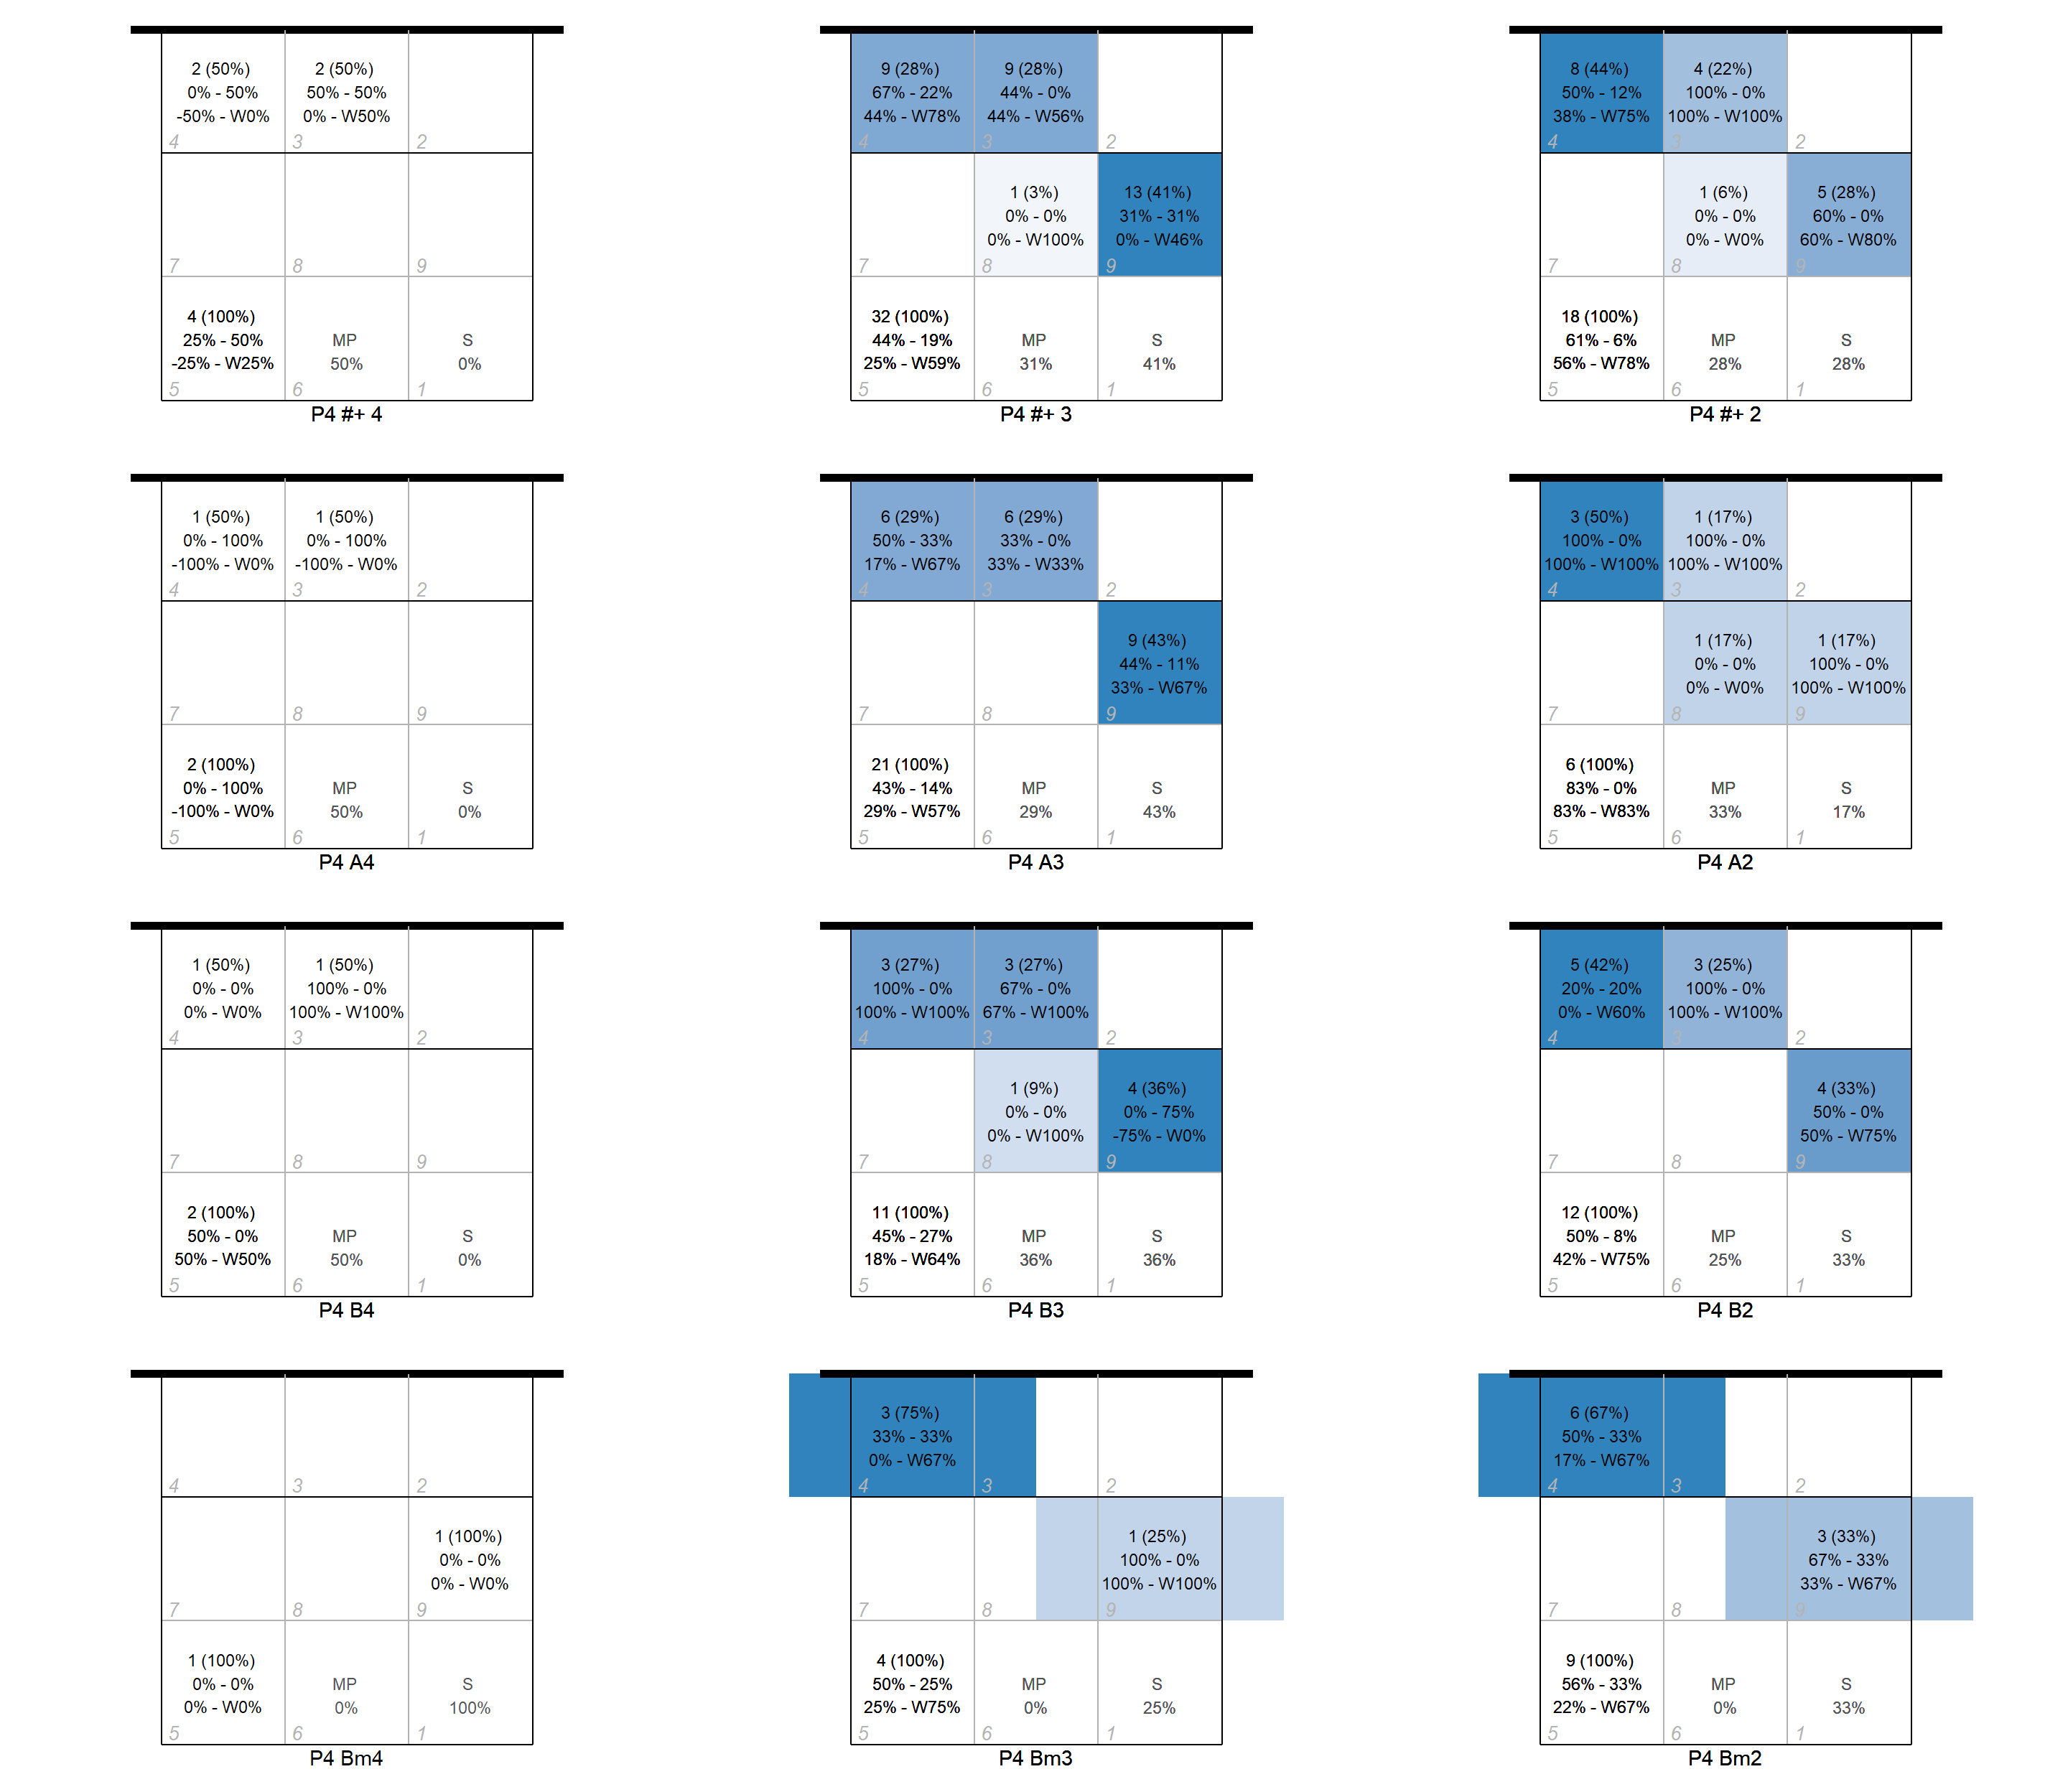 2 (50%)
0% - 50%
-50% - W0%
4
2 (50%)
50% - 50%
0% - W50%
3
2
7
8
9
4 (100%)
25% - 50%
-25% - W25%
5
MP
50%
6
S
0%
1
P4 #+ 4
9 (28%)
67% - 22%
44% - W78%
4
9 (28%)
44% - 0%
44% - W56%
3
2
7
1 (3%)
0% - 0%
0% - W100%
8
13 (41%)
31% - 31%
0% - W46%
9
32 (100%)
44% - 19%
25% - W59%
5
MP
31%
6
S
41%
1
P4 #+ 3
8 (44%)
50% - 12%
38% - W75%
4
4 (22%)
100% - 0%
100% - W100%
3
2
7
1 (6%)
0% - 0%
0% - W0%
8
5 (28%)
60% - 0%
60% - W80%
9
18 (100%)
61% - 6%
56% - W78%
5
MP
28%
6
S
28%
1
P4 #+ 2
1 (50%)
0% - 100%
-100% - W0%
4
1 (50%)
0% - 100%
-100% - W0%
3
2
7
8
9
2 (100%)
0% - 100%
-100% - W0%
5
MP
50%
6
S
0%
1
P4 A4
6 (29%)
50% - 33%
17% - W67%
4
6 (29%)
33% - 0%
33% - W33%
3
2
7
8
9 (43%)
44% - 11%
33% - W67%
9
21 (100%)
43% - 14%
29% - W57%
5
MP
29%
6
S
43%
1
P4 A3
3 (50%)
100% - 0%
100% - W100%
4
1 (17%)
100% - 0%
100% - W100%
3
2
7
1 (17%)
0% - 0%
0% - W0%
8
1 (17%)
100% - 0%
100% - W100%
9
6 (100%)
83% - 0%
83% - W83%
5
MP
33%
6
S
17%
1
P4 A2
1 (50%)
0% - 0%
0% - W0%
4
1 (50%)
100% - 0%
100% - W100%
3
2
7
8
9
2 (100%)
50% - 0%
50% - W50%
5
MP
50%
6
S
0%
1
P4 B4
3 (27%)
100% - 0%
100% - W100%
4
3 (27%)
67% - 0%
67% - W100%
3
2
7
1 (9%)
0% - 0%
0% - W100%
8
4 (36%)
0% - 75%
-75% - W0%
9
11 (100%)
45% - 27%
18% - W64%
5
MP
36%
6
S
36%
1
P4 B3
5 (42%)
20% - 20%
0% - W60%
4
3 (25%)
100% - 0%
100% - W100%
3
2
7
8
4 (33%)
50% - 0%
50% - W75%
9
12 (100%)
50% - 8%
42% - W75%
5
MP
25%
6
S
33%
1
P4 B2
4
3
2
7
8
1 (100%)
0% - 0%
0% - W0%
9
1 (100%)
0% - 0%
0% - W0%
5
MP
0%
6
S
100%
1
P4 Bm4
3 (75%)
33% - 33%
0% - W67%
4
3
2
7
8
1 (25%)
100% - 0%
100% - W100%
9
4 (100%)
50% - 25%
25% - W75%
5
MP
0%
6
S
25%
1
P4 Bm3
6 (67%)
50% - 33%
17% - W67%
4
3
2
7
8
3 (33%)
67% - 33%
33% - W67%
9
9 (100%)
56% - 33%
22% - W67%
5
MP
0%
6
S
33%
1
P4 Bm2